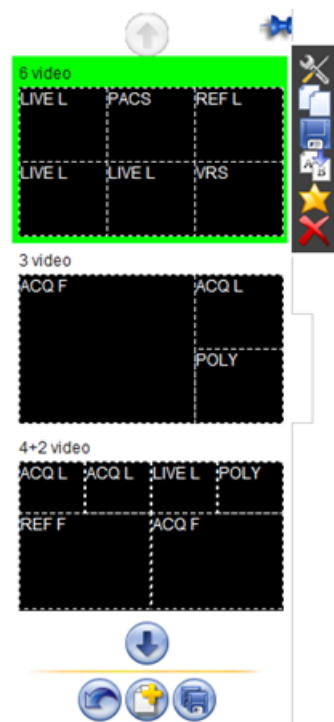 6 video
LIVE L PACS REF L
LIVE L LIVE L VRS
3 video
ACQ F ACQ L
POLY
4+2 video
ACQ L ACQ L LIVE L POLY
REF F ACQ F